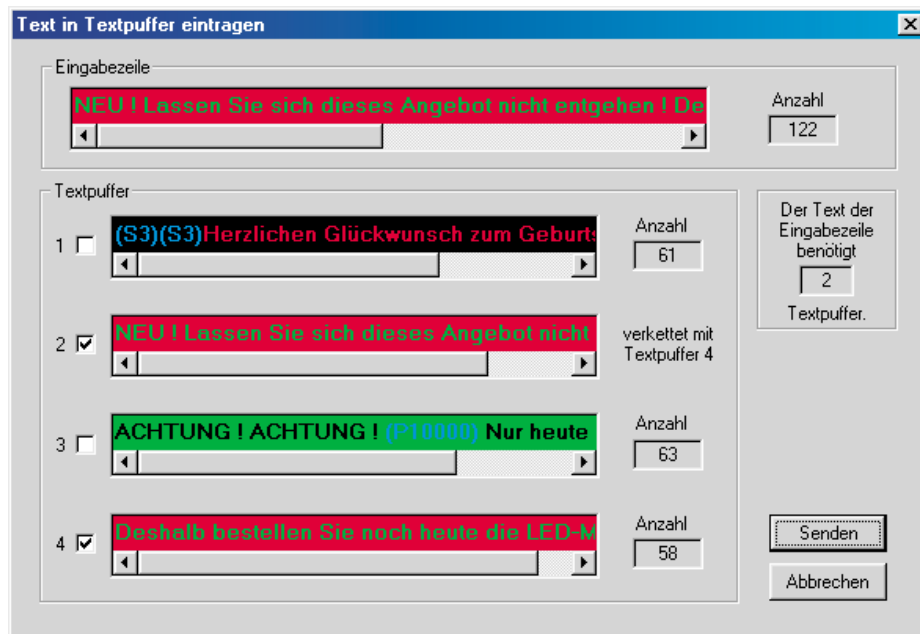 Text in Textpuffer eintragen
Eingabezeile
NEU ! Lassen Sie sich dieses Angebot nicht entgehen ! De
Anzahl
122
Textpuffer
1
(S3)(S3)Herzlichen Glückwunsch zum Geburts
Anzahl
61
Der Text der
Eingabezeile
benötigt
2
Textpuffer.
2
NEU ! Lassen Sie sich dieses Angebot nicht
verkettet mit
Textpuffer 4
3
ACHTUNG ! ACHTUNG ! (P10000) Nur heute
Anzahl
63
4
Deshalb bestellen Sie noch heute die LED-M
Anzahl
58
Senden
Abbrechen